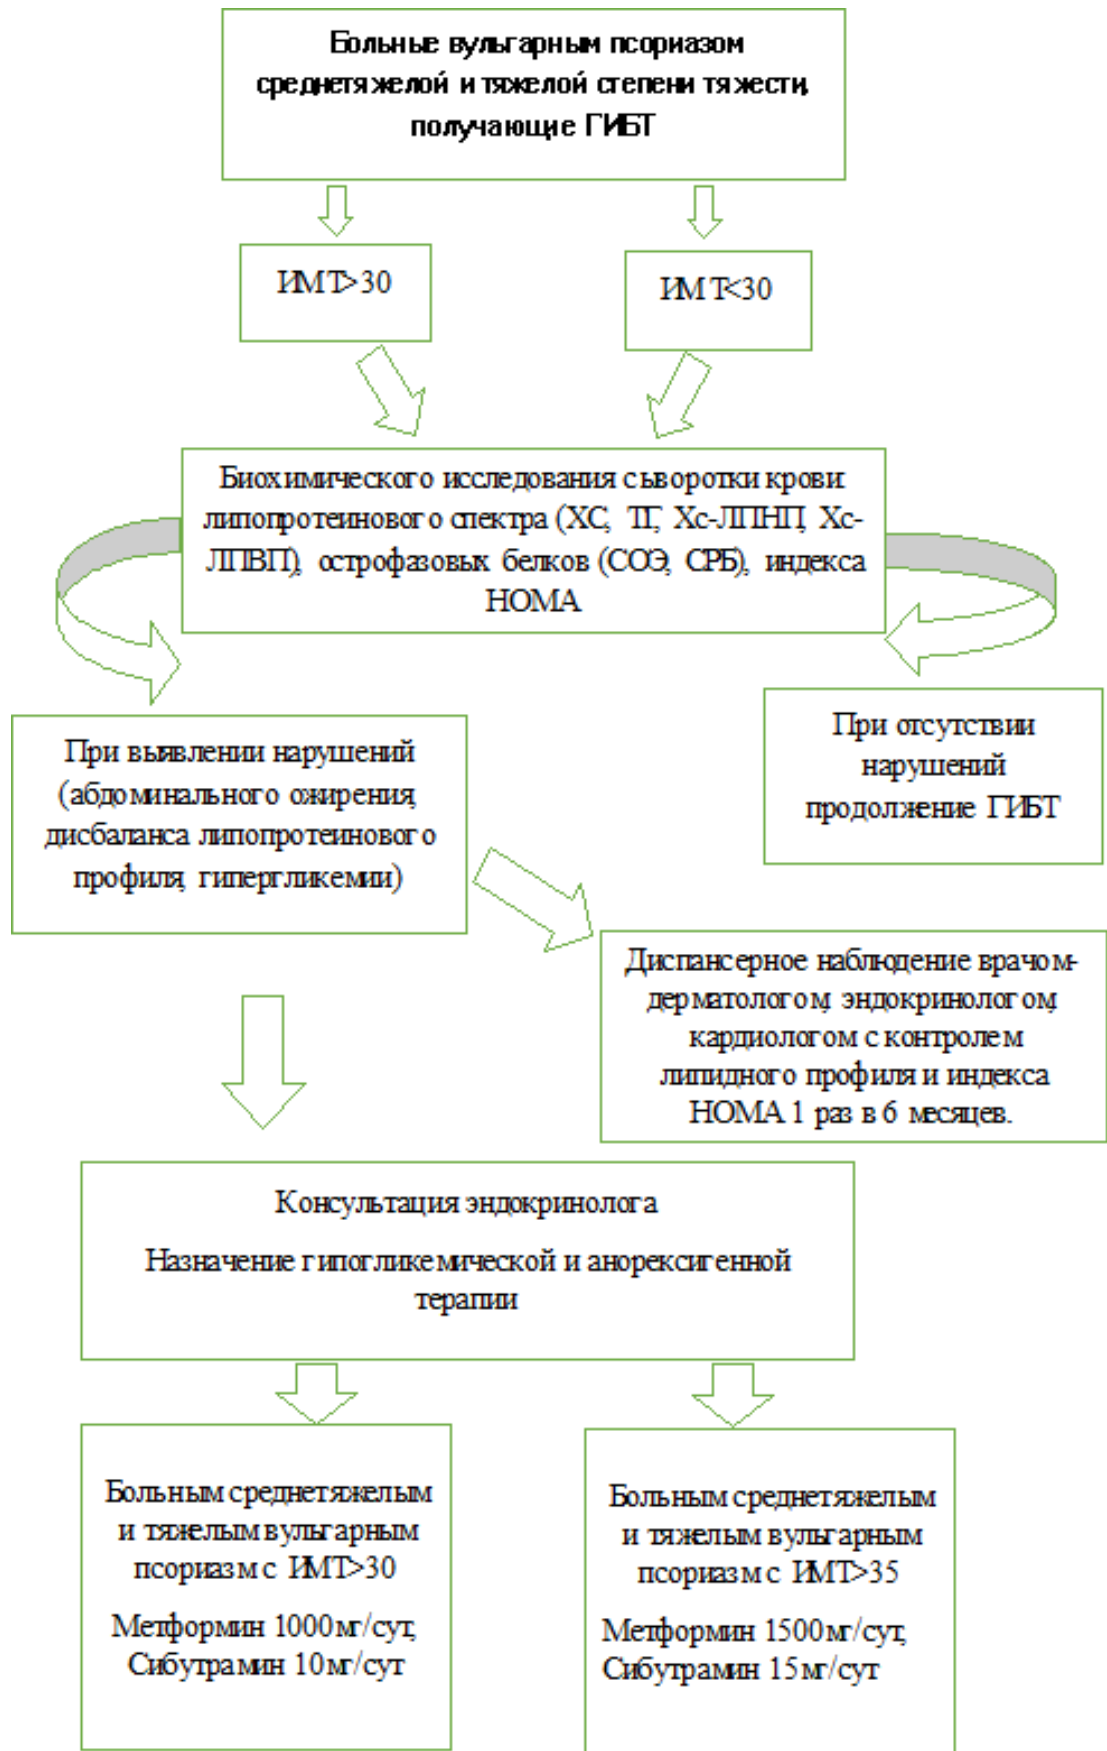 Больные вульгарным псориазом
среднетяжелой и тяжелой степени тяжести,
получающие ГИБТ
ИМТ>30
ИМТ<30
Биохимического исследования сыворотки крови:
липопротеинового спектра (ХС, ТГ, Хс-ЛПНП, Хс-
ЛПВП), острофазовых белков (СОЭ, СРБ), индекса
НОМА
При выявлении нарушений
(абдоминального ожирения,
дисбаланса липопротеинового
профиля, гипергликемии)
При отсутствии
нарушений
продолжение ГИБТ
Диспансерное наблюдение врачом-
дерматологом, эндокринологом,
кардиологом с контролем
липидного профиля и индекса
НОМА 1 раз в 6 месяцев.
Консультация эндокринолога
Назначение гипогликемической и анорексигенной
терапии
Больным среднетяжелым
и тяжелым вульгарным
псориазм с ИМТ>30
Метформин 1000мг/сут,
Сибутрамин 10мг/сут
Больным среднетяжелым
и тяжелым вульгарным
псориазм с ИМТ>35
Метформин 1500мг/сут,
Сибутрамин 15мг/сут